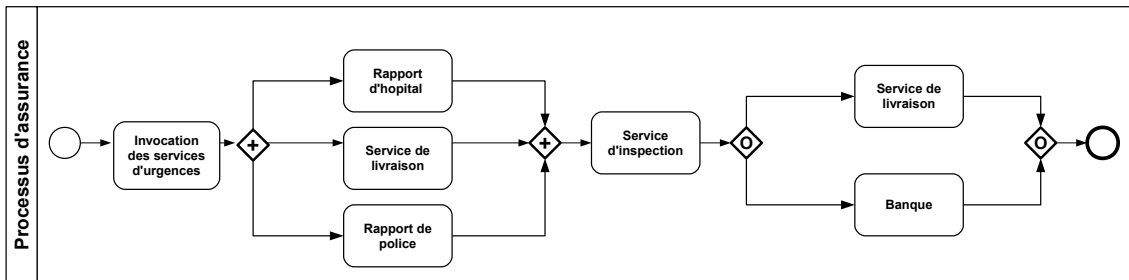 Processus d'assurance
Invocation
des services
d'urgences
+
Rapport
d'hopital
Service de
livraison
Rapport de
police
+
Service
d'inspection
O
Service de
livraison
Banque
O